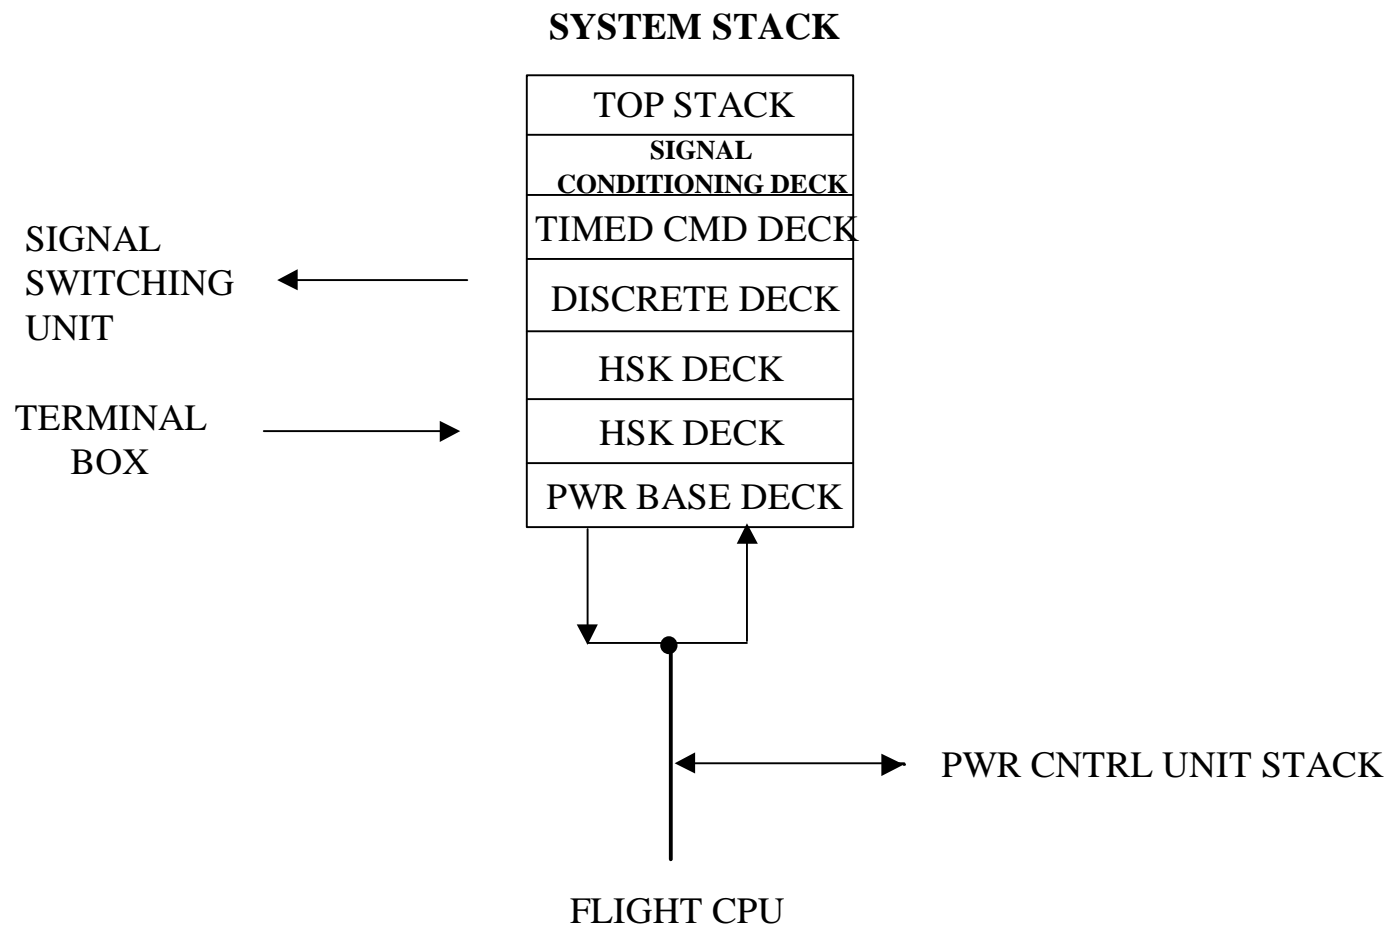 SYSTEM STACK
TOP STACK
SIGNAL
CONDITIONING DECK
TIMED CMD DECK
SIGNAL
SWITCHING
UNIT
DISCRETE DECK
HSK DECK
TERMINAL
BOX
HSK DECK
PWR BASE DECK
PWR CNTRL UNIT STACK
FLIGHT CPU